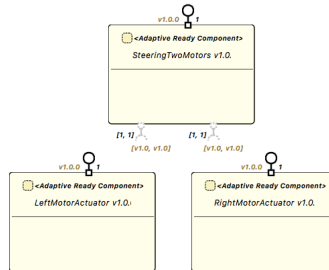 v1.0.0 1
<Adaptive Ready Component>
SteeringTwoMotors v1.0.
[1, 1] [1, 1]
[v1.0, v1.0] [v1.0, v1.0]
v1.0.0 1 v1.0.0 1
<Adaptive Ready Component> <Adaptive Ready Component>
LeftMotorActuator v1.0. RightMotorActuator v1.0.